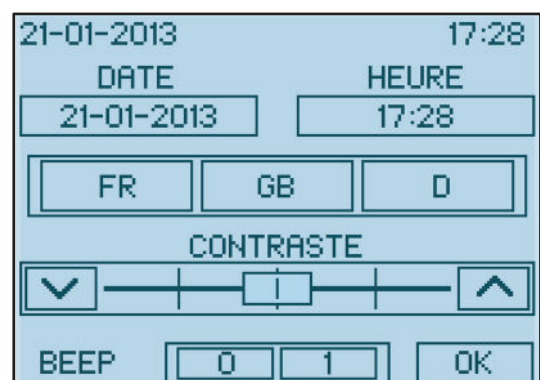 21-01-2013 17:28
DATE HEURE
21-01-2013 17:28
FR GB D
CONTRASTE
BEEP 0 1 OK